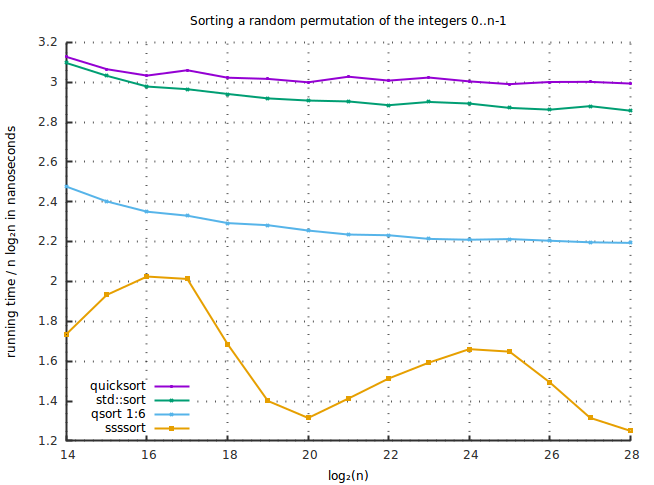 Sorting a random permutation of the integers 0..n-1
running time / n log₂n in nanoseconds
3.2
3
2.8
2.6
2.4
2.2
2
1.8
1.6
1.4
1.2
quicksort
std::sort
qsort 1:6
ssssort
14 16 18 20 22 24 26 28
log₂(n)